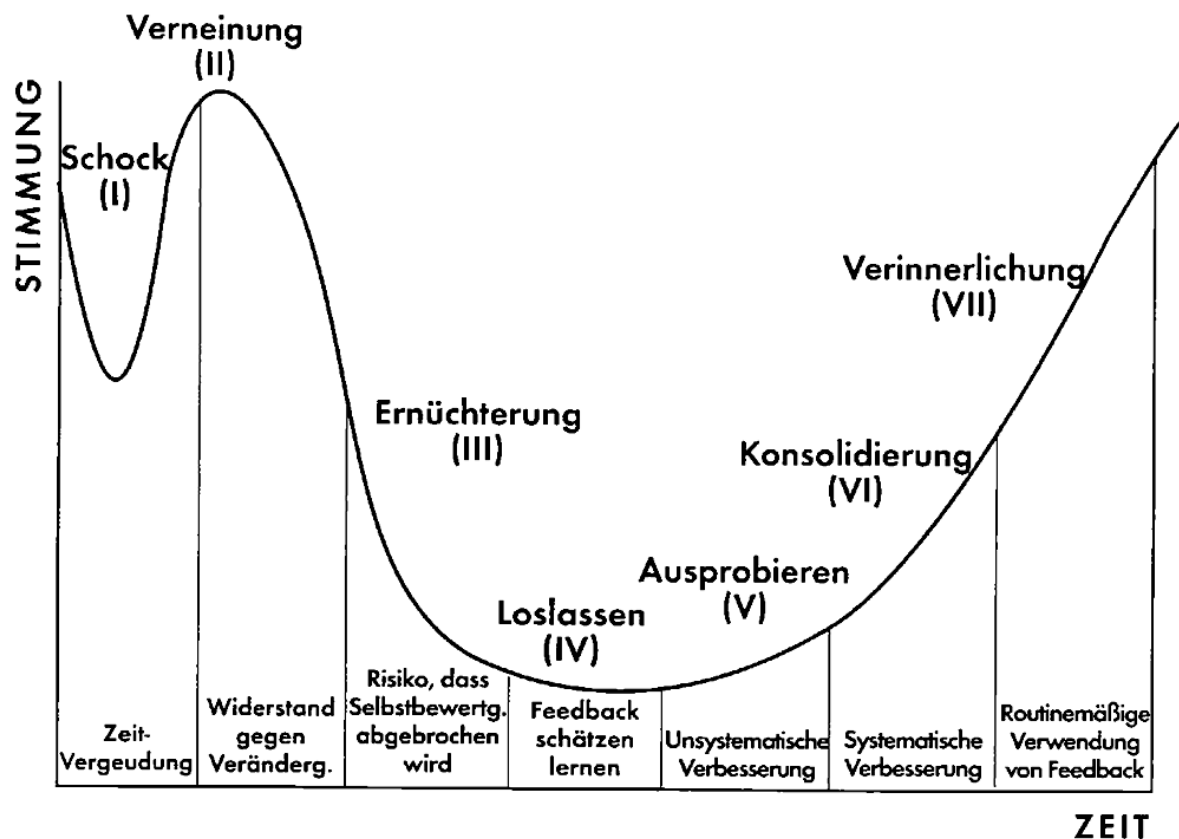 Verneinung
(II)
STIMMUNG
Schock
(I)
Verinnerlichung
(VII)
Ernüchterung
(III)
Konsolidierung
(VI)
Ausprobieren
(V)
Loslassen
(IV)
Zeit-
Vergeudung
Widerstand
gegen
Veränderg.
Risiko, dass
Selbstbewertg.
abgebrochen
wird
Feedback
schätzen
lernen
Unsystematische
Verbesserung
Systematische
Verbesserung
Routinemäßige
Verwendung
von Feedback
ZEIT